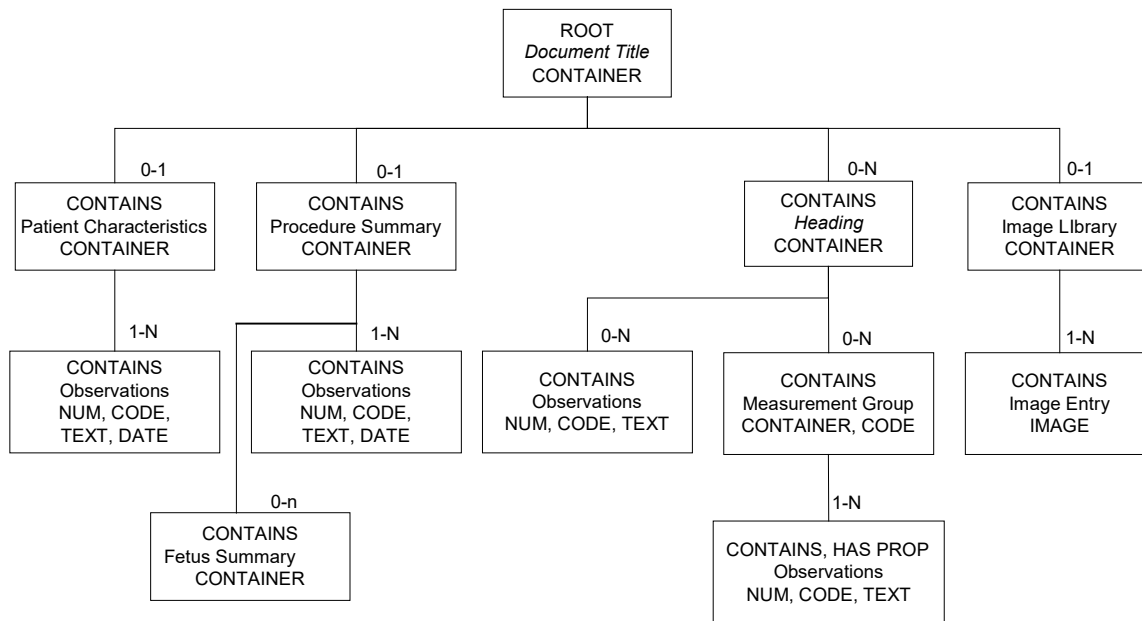 ROOT
Document Title
CONTAINER
0-1
CONTAINS
Patient Characteristics
CONTAINER
0-1
CONTAINS
Procedure Summary
CONTAINER
0-N
CONTAINS
Heading
CONTAINER
0-1
CONTAINS
Image LIbrary
CONTAINER
1-N
CONTAINS
Observations
NUM, CODE,
TEXT, DATE
1-N
CONTAINS
Observations
NUM, CODE,
TEXT, DATE
0-N
CONTAINS
Observations
NUM, CODE, TEXT
0-N
CONTAINS
Measurement Group
CONTAINER, CODE
1-N
CONTAINS
Image Entry
IMAGE
0-n
CONTAINS
Fetus Summary
CONTAINER
1-N
CONTAINS, HAS PROP
Observations
NUM, CODE, TEXT